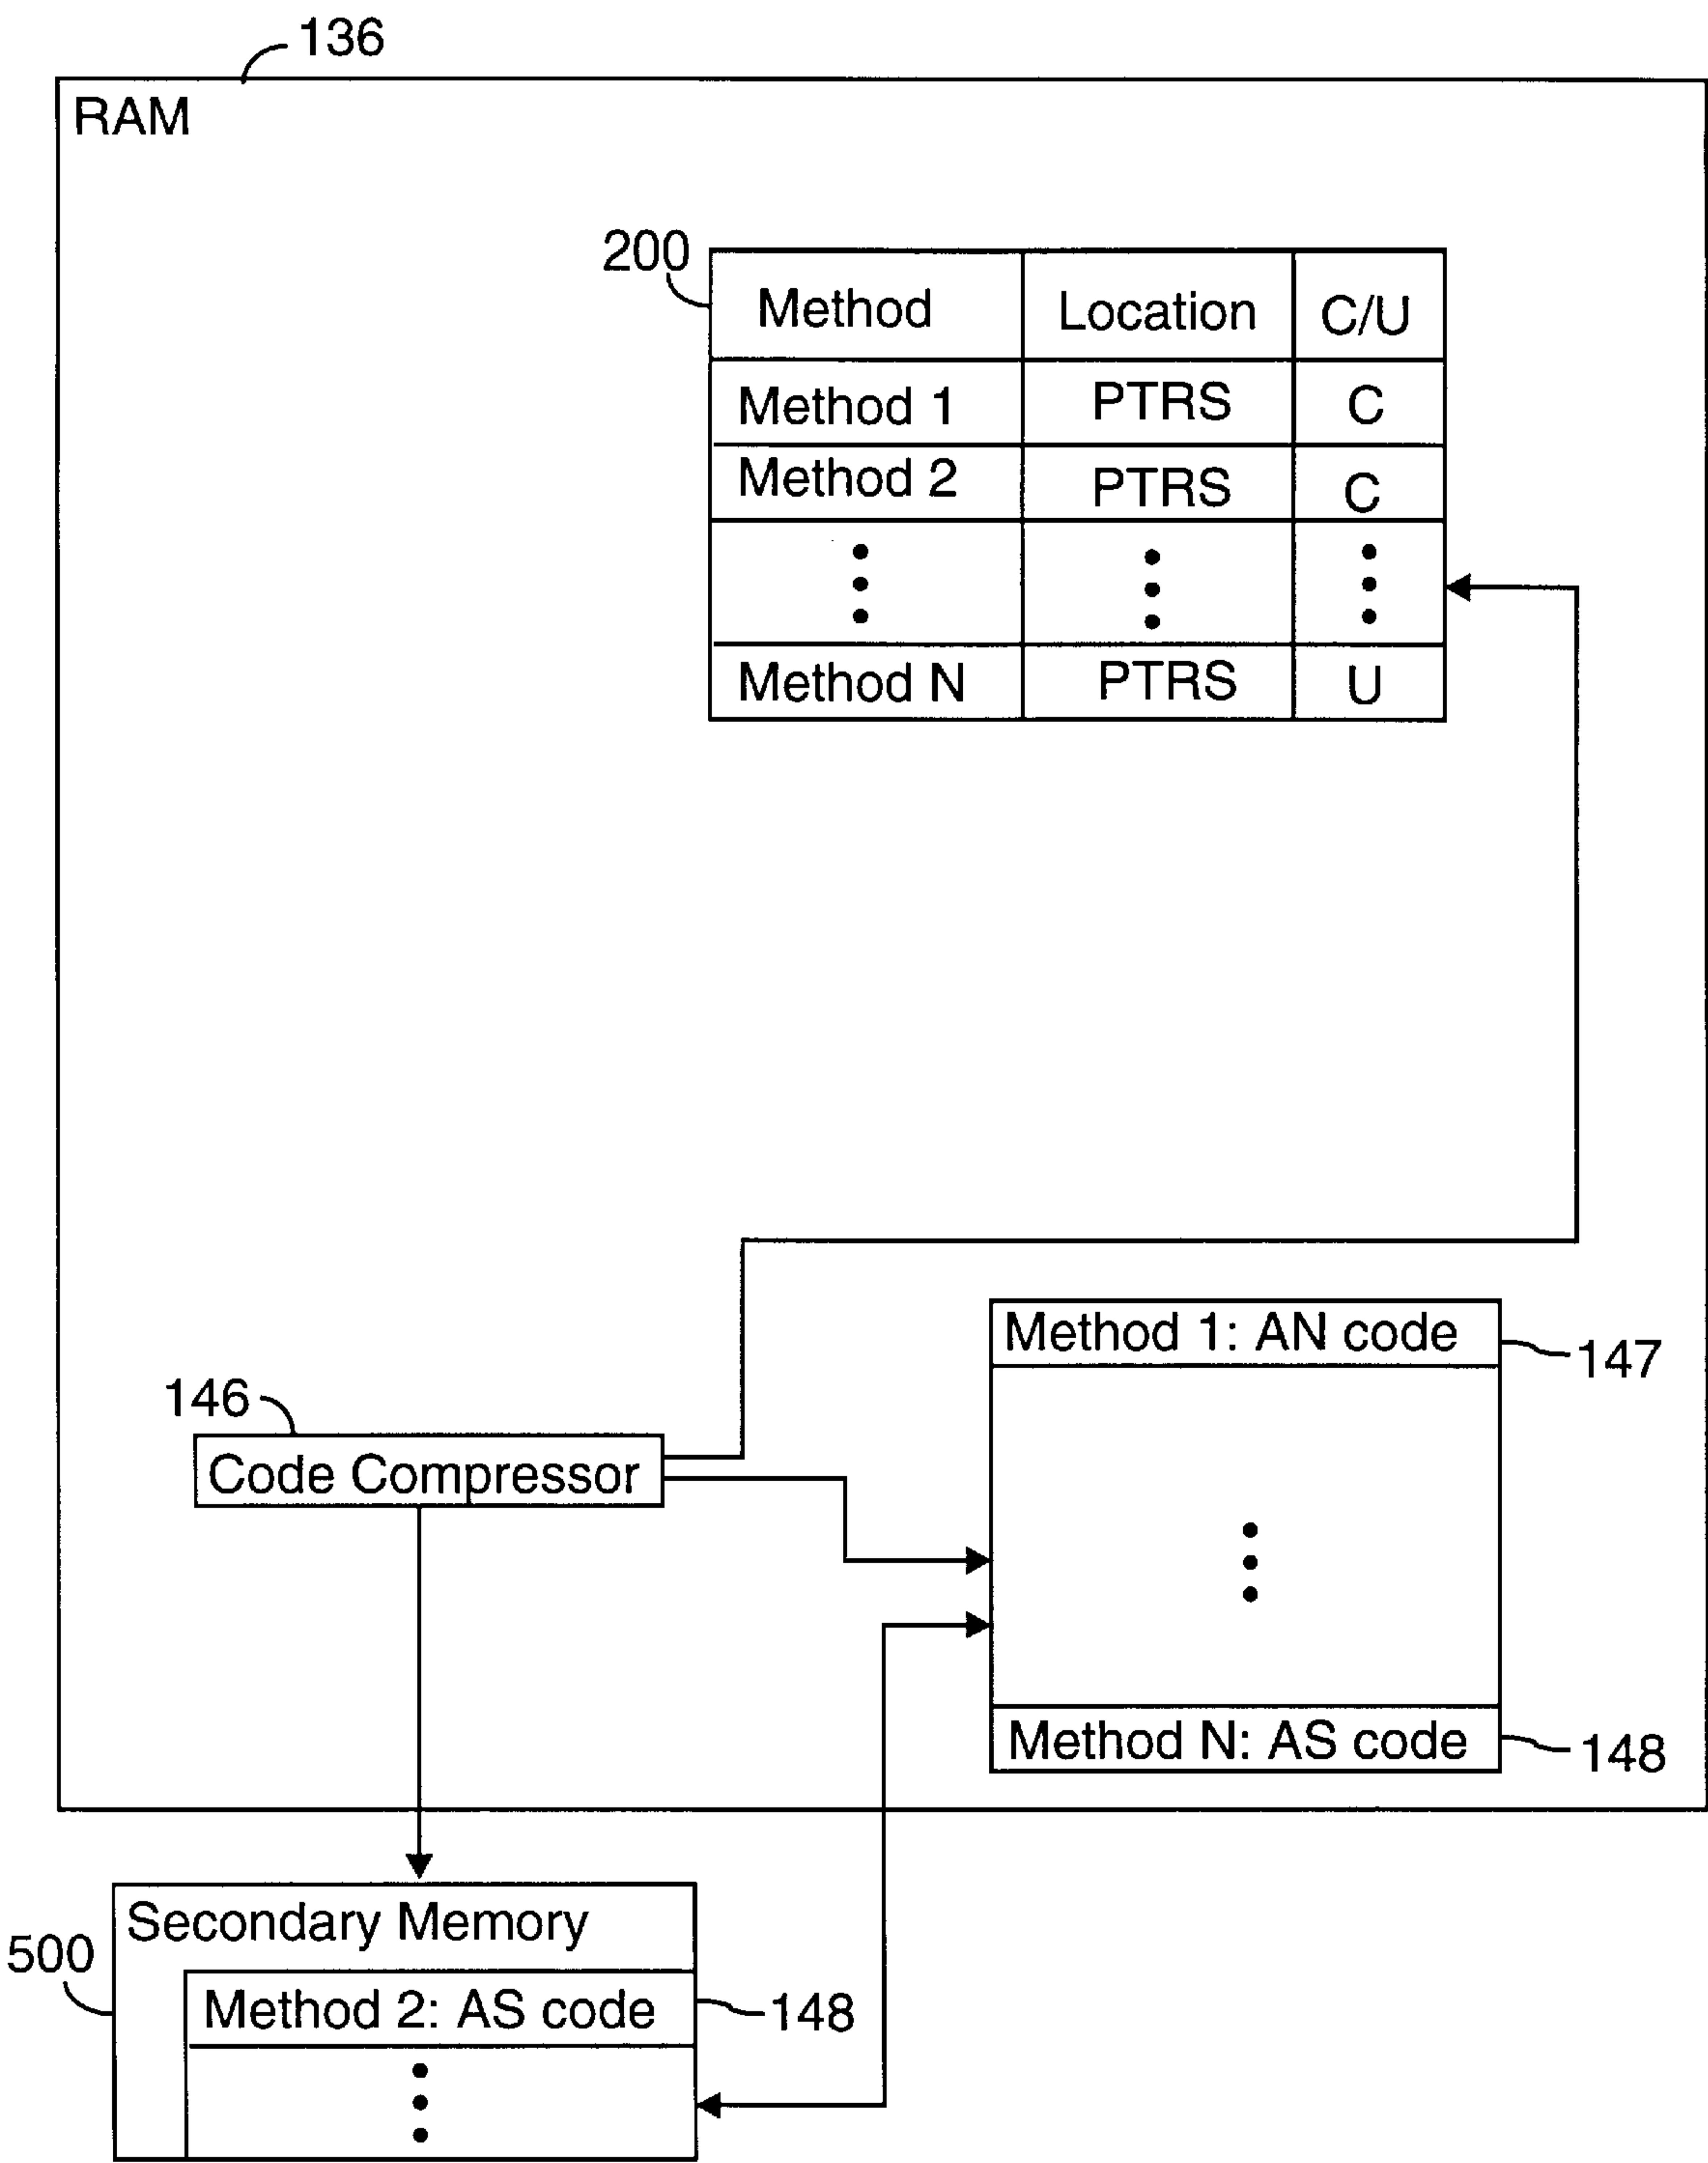 136
RAM
200
Method Location C/U
Method 1 PTRS C
Method 2 PTRS C
Method N PTRS U
Method 1: AN code
147
146
Code Compressor
Method N: AS code
148
Secondary Memory
500
Method 2: AS code
148